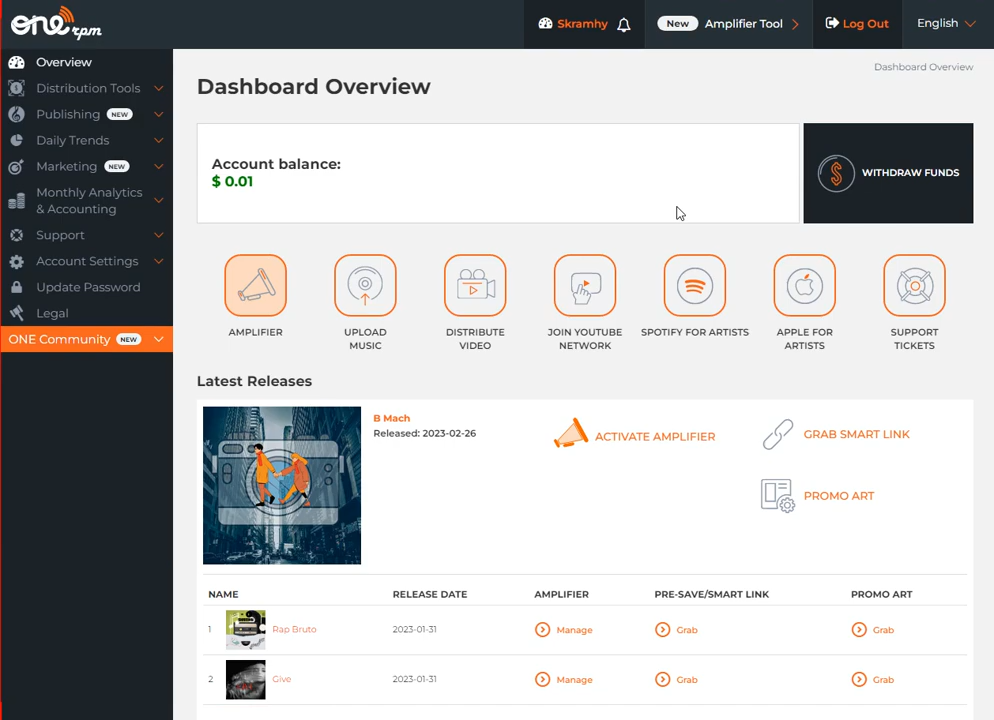 one rpm
Skramhy
New Amplifier Tool
Log Out
English
Overview
Distribution Tools
Publishing NEW
Daily Trends
Marketing NEW
Monthly Analytics
& Accounting
Support
Account Settings
Update Password
Legal
ONE Community NEW
Dashboard Overview
Dashboard Overview
Account balance:
$ 0.01
WITHDRAW FUNDS
AMPLIFIER
UPLOAD
MUSIC
DISTRIBUTE
VIDEO
JOIN YOUTUBE
NETWORK
SPOTIFY FOR ARTISTS
APPLE FOR
ARTISTS
SUPPORT
TICKETS
Latest Releases
B Mach
Released: 2023-02-26
ACTIVATE AMPLIFIER
GRAB SMART LINK
PROMO ART
NAME RELEASE DATE AMPLIFIER PRE-SAVE/SMART LINK PROMO ART
1 Rap Bruto 2023-01-31 Manage Grab Grab
2 Give 2023-01-31 Manage Grab Grab